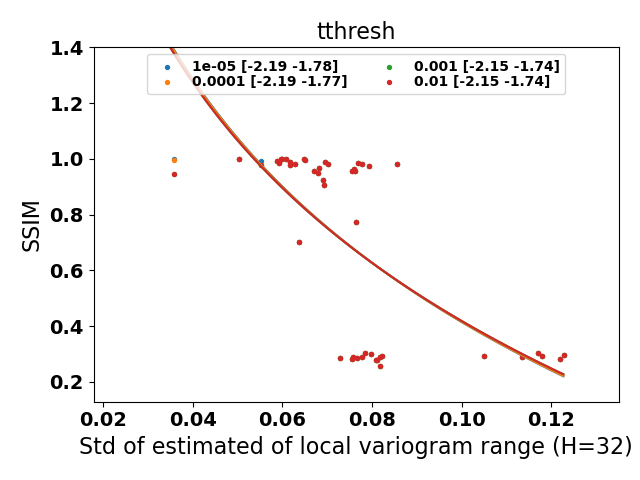 tthresh
1.4
1e-05 [-2.19 -1.78]
0.001 [-2.15 -1.74]
0.0001 [-2.19 -1.77]
0.01 [-2.15 -1.74]
1.2
1.0
0.8
0.6
0.4
0.2
SSIM
0.02 0.04 0.06 0.08 0.10 0.12
Std of estimated of local variogram range (H=32)